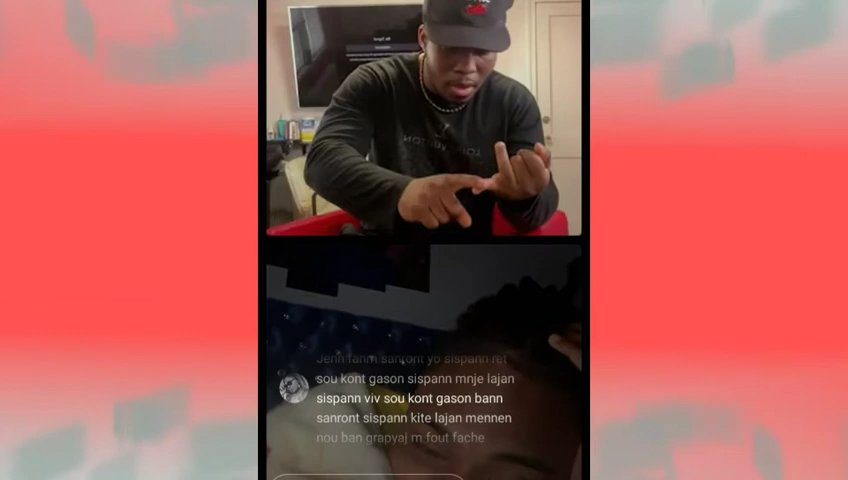 Jenn fanm sanront yo sispann ret
sou kont gason sispann mnje lajan
sispann viv sou kont gason bann
sanront sispann kite lajan mennen
nou ban grapyaj m fout fache